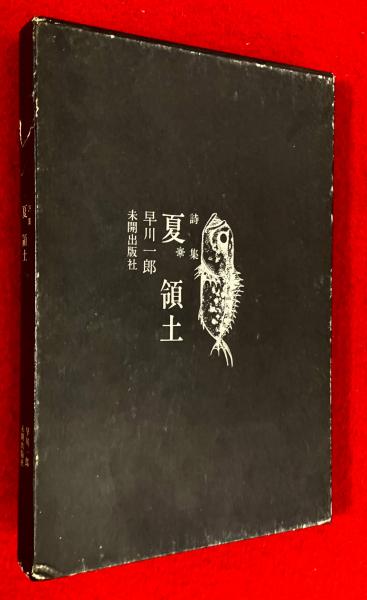 詩集
夏✳領土
早川一郎
未開出版社
夏 領土